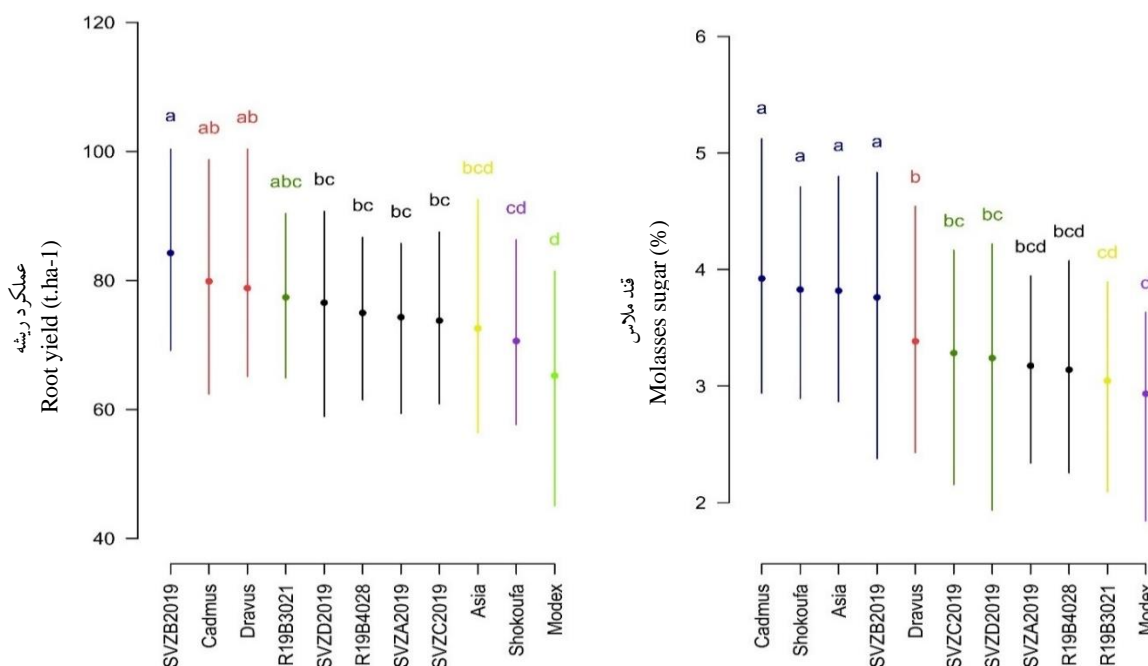 عملکرد ریشه
Root yield (t.ha-1)
120
100
80
60
40
a
ab
ab
abc
bc
bc
bc
bc
bcd
cd
d
SVZB2019
Cadmus
Dravus
R19B3021
SVZD2019
R19B4028
SVZA2019
SVZC2019
Asia
Shokoufa
Modex
قند ملاس
Molasses sugar (%)
6
5
4
3
2
a
a
a
a
b
bc
bc
bcd
bcd
cd
Cadmus
Shokoufa
Asia
SVZB2019
Dravus
SVZC2019
SVZD2019
SVZA2019
R19B4028
R19B3021
Modex